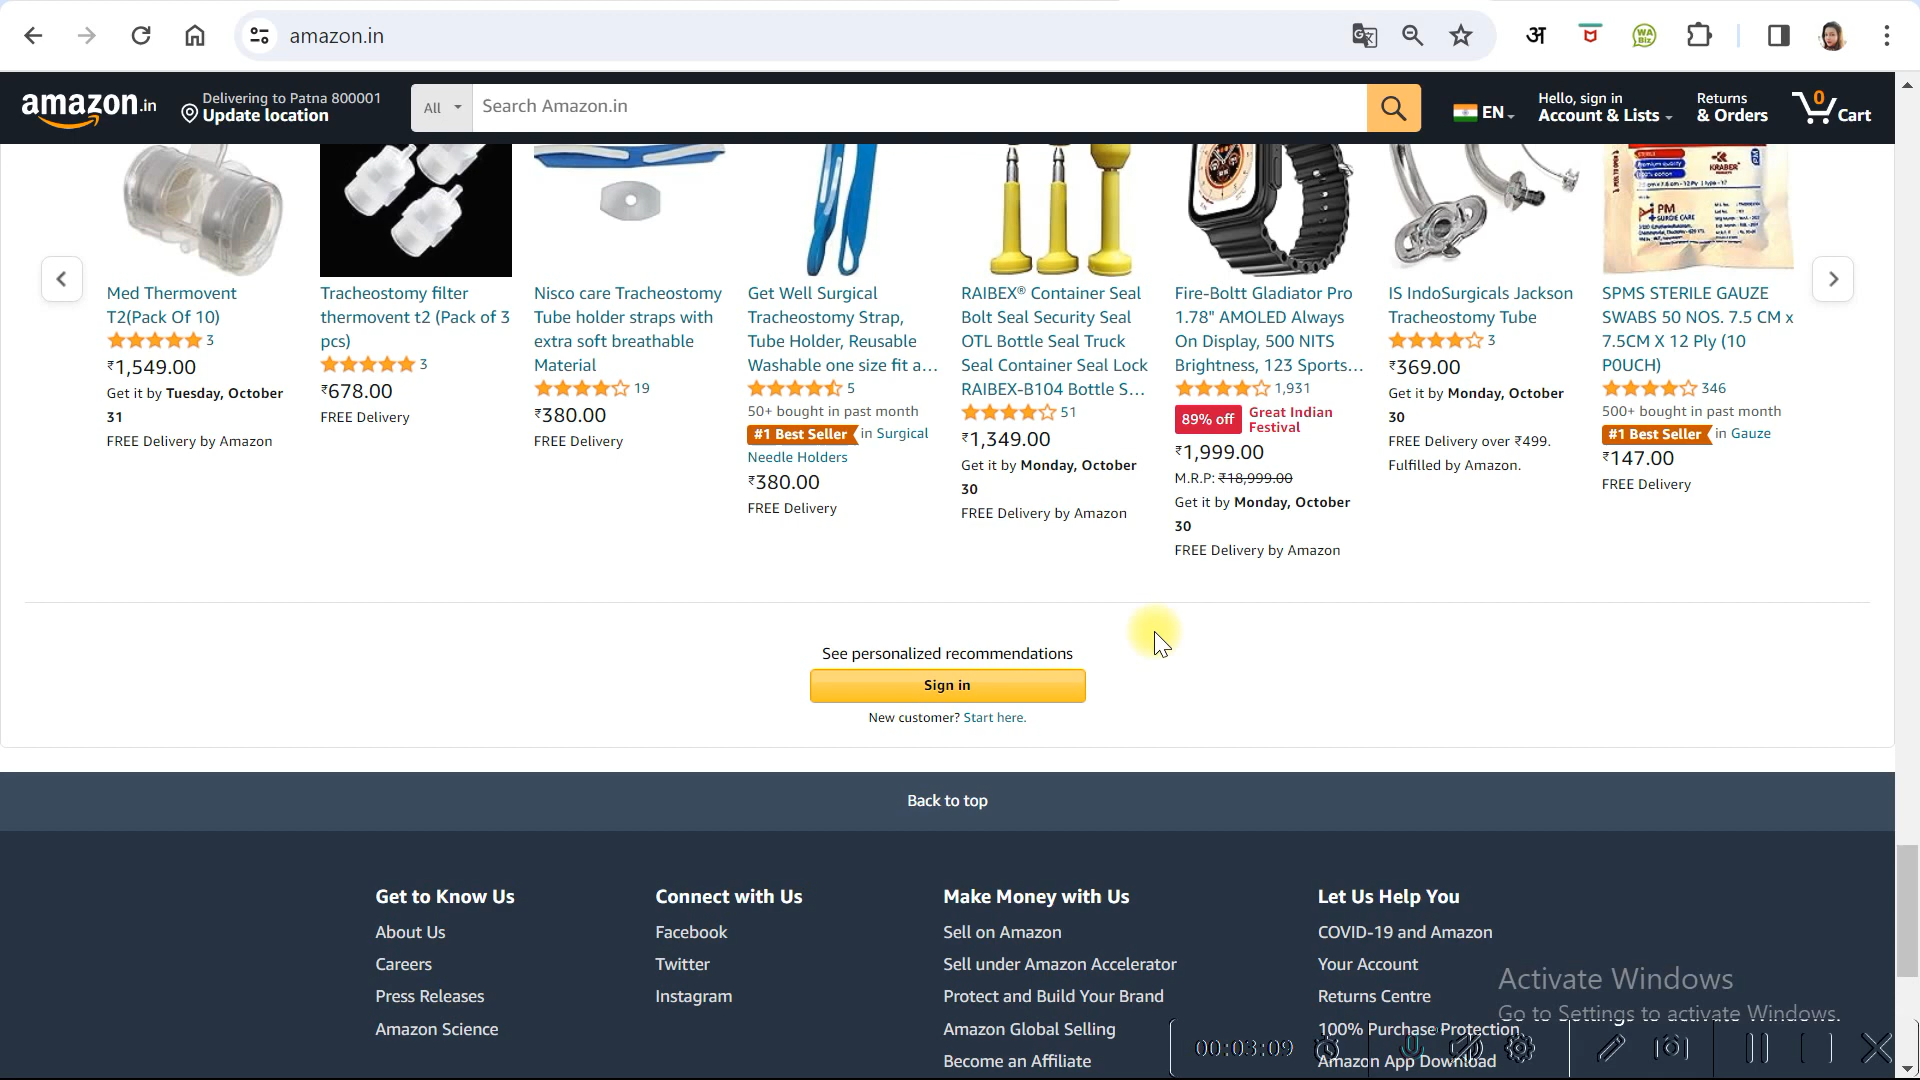 amazon.in
अ
WA
Biz
amazon.in
Delivering to Patna 800001
Update location
All
Search Amazon.in
EN
Hello, sign in
Account & Lists
Returns
& Orders
0
Cart
Med Thermovent
T2(Pack Of 10)
3
₹1,549.00
Get it by Tuesday, October
31
FREE Delivery by Amazon
Tracheostomy filter
thermovent t2 (Pack of 3
pcs)
3
₹678.00
FREE Delivery
Nisco care Tracheostomy
Tube holder straps with
extra soft breathable
Material
19
₹380.00
FREE Delivery
Get Well Surgical
Tracheostomy Strap,
Tube Holder, Reusable
Washable one size fit a...
5
50+ bought in past month
#1 Best Seller in Surgical
Needle Holders
₹380.00
FREE Delivery
RAIBEX® Container Seal
Bolt Seal Security Seal
OTL Bottle Seal Truck
Seal Container Seal Lock
RAIBEX-B104 Bottle S...
51
₹1,349.00
Get it by Monday, October
30
FREE Delivery by Amazon
Fire-Boltt Gladiator Pro
1.78" AMOLED Always
On Display, 500 NITS
Brightness, 123 Sports...
1,931
89% off
Great Indian
Festival
₹1,999.00
M.R.P: ₹18,999.00
Get it by Monday, October
30
FREE Delivery by Amazon
IS IndoSurgicals Jackson
Tracheostomy Tube
3
₹369.00
Get it by Monday, October
30
FREE Delivery over ₹499.
Fulfilled by Amazon.
KRABER
PM
SURGIE CARE
SPMS STERILE GAUZE
SWABS 50 NOS. 7.5 CM x
7.5CM X 12 Ply (10
P0UCH)
346
500+ bought in past month
#1 Best Seller in Gauze
₹147.00
FREE Delivery
See personalized recommendations
Sign in
New customer? Start here.
Back to top
Get to Know Us
About Us
Careers
Press Releases
Amazon Science
Connect with Us
Facebook
Twitter
Instagram
Make Money with Us
Sell on Amazon
Sell under Amazon Accelerator
Protect and Build Your Brand
Amazon Global Selling
Become an Affiliate
Let Us Help You
COVID-19 and Amazon
Your Account
Returns Centre
100% Purchase Protection
Amazon App Download
Activate Windows
Go to Settings to activate Windows.
00:03:09